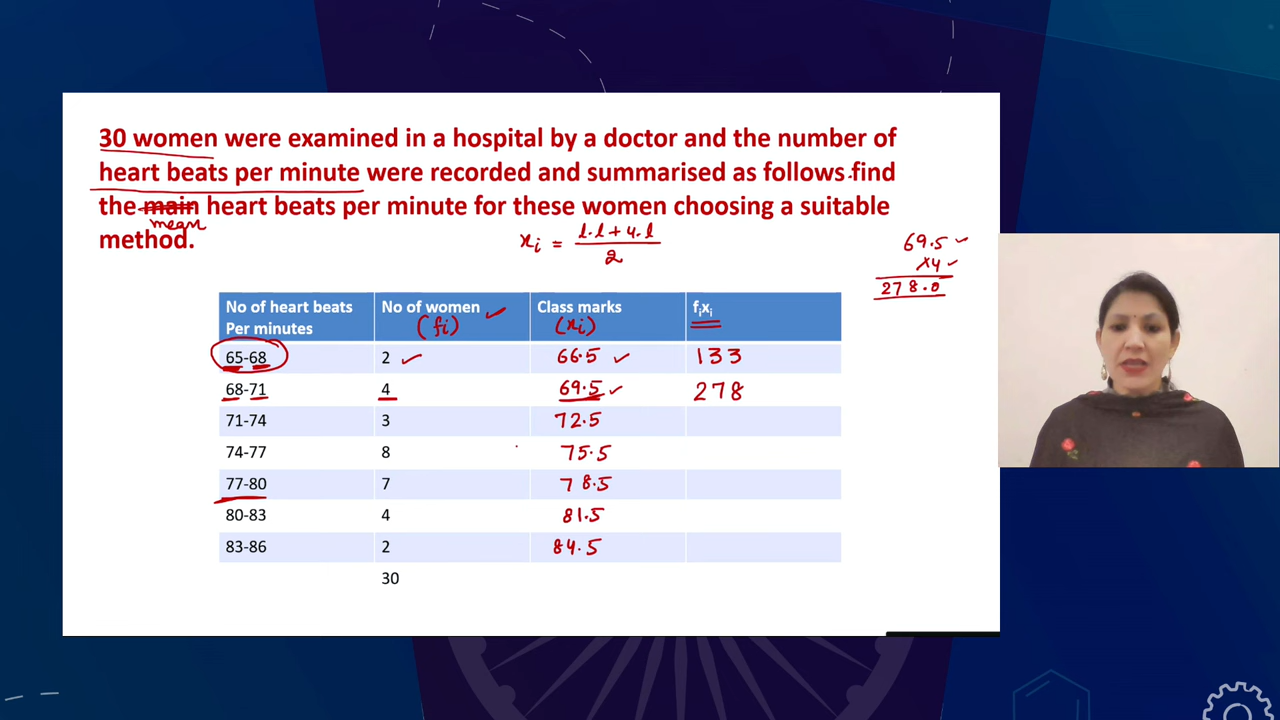 30 women were examined in a hospital by a doctor and the number of
heart beats per minute were recorded and summarised as follows.find
the main heart beats per minute for these women choosing a suitable
mean
method.
xi = l.l + u.l / 2
69.5
×4
278.0
No of heart beats Per minutes No of women (fi) Class marks (xi) fixi
65-68 2 66.5 133
68-71 4 69.5 278
71-74 3 72.5
74-77 8 75.5
77-80 7 78.5
80-83 4 81.5
83-86 2 84.5
30